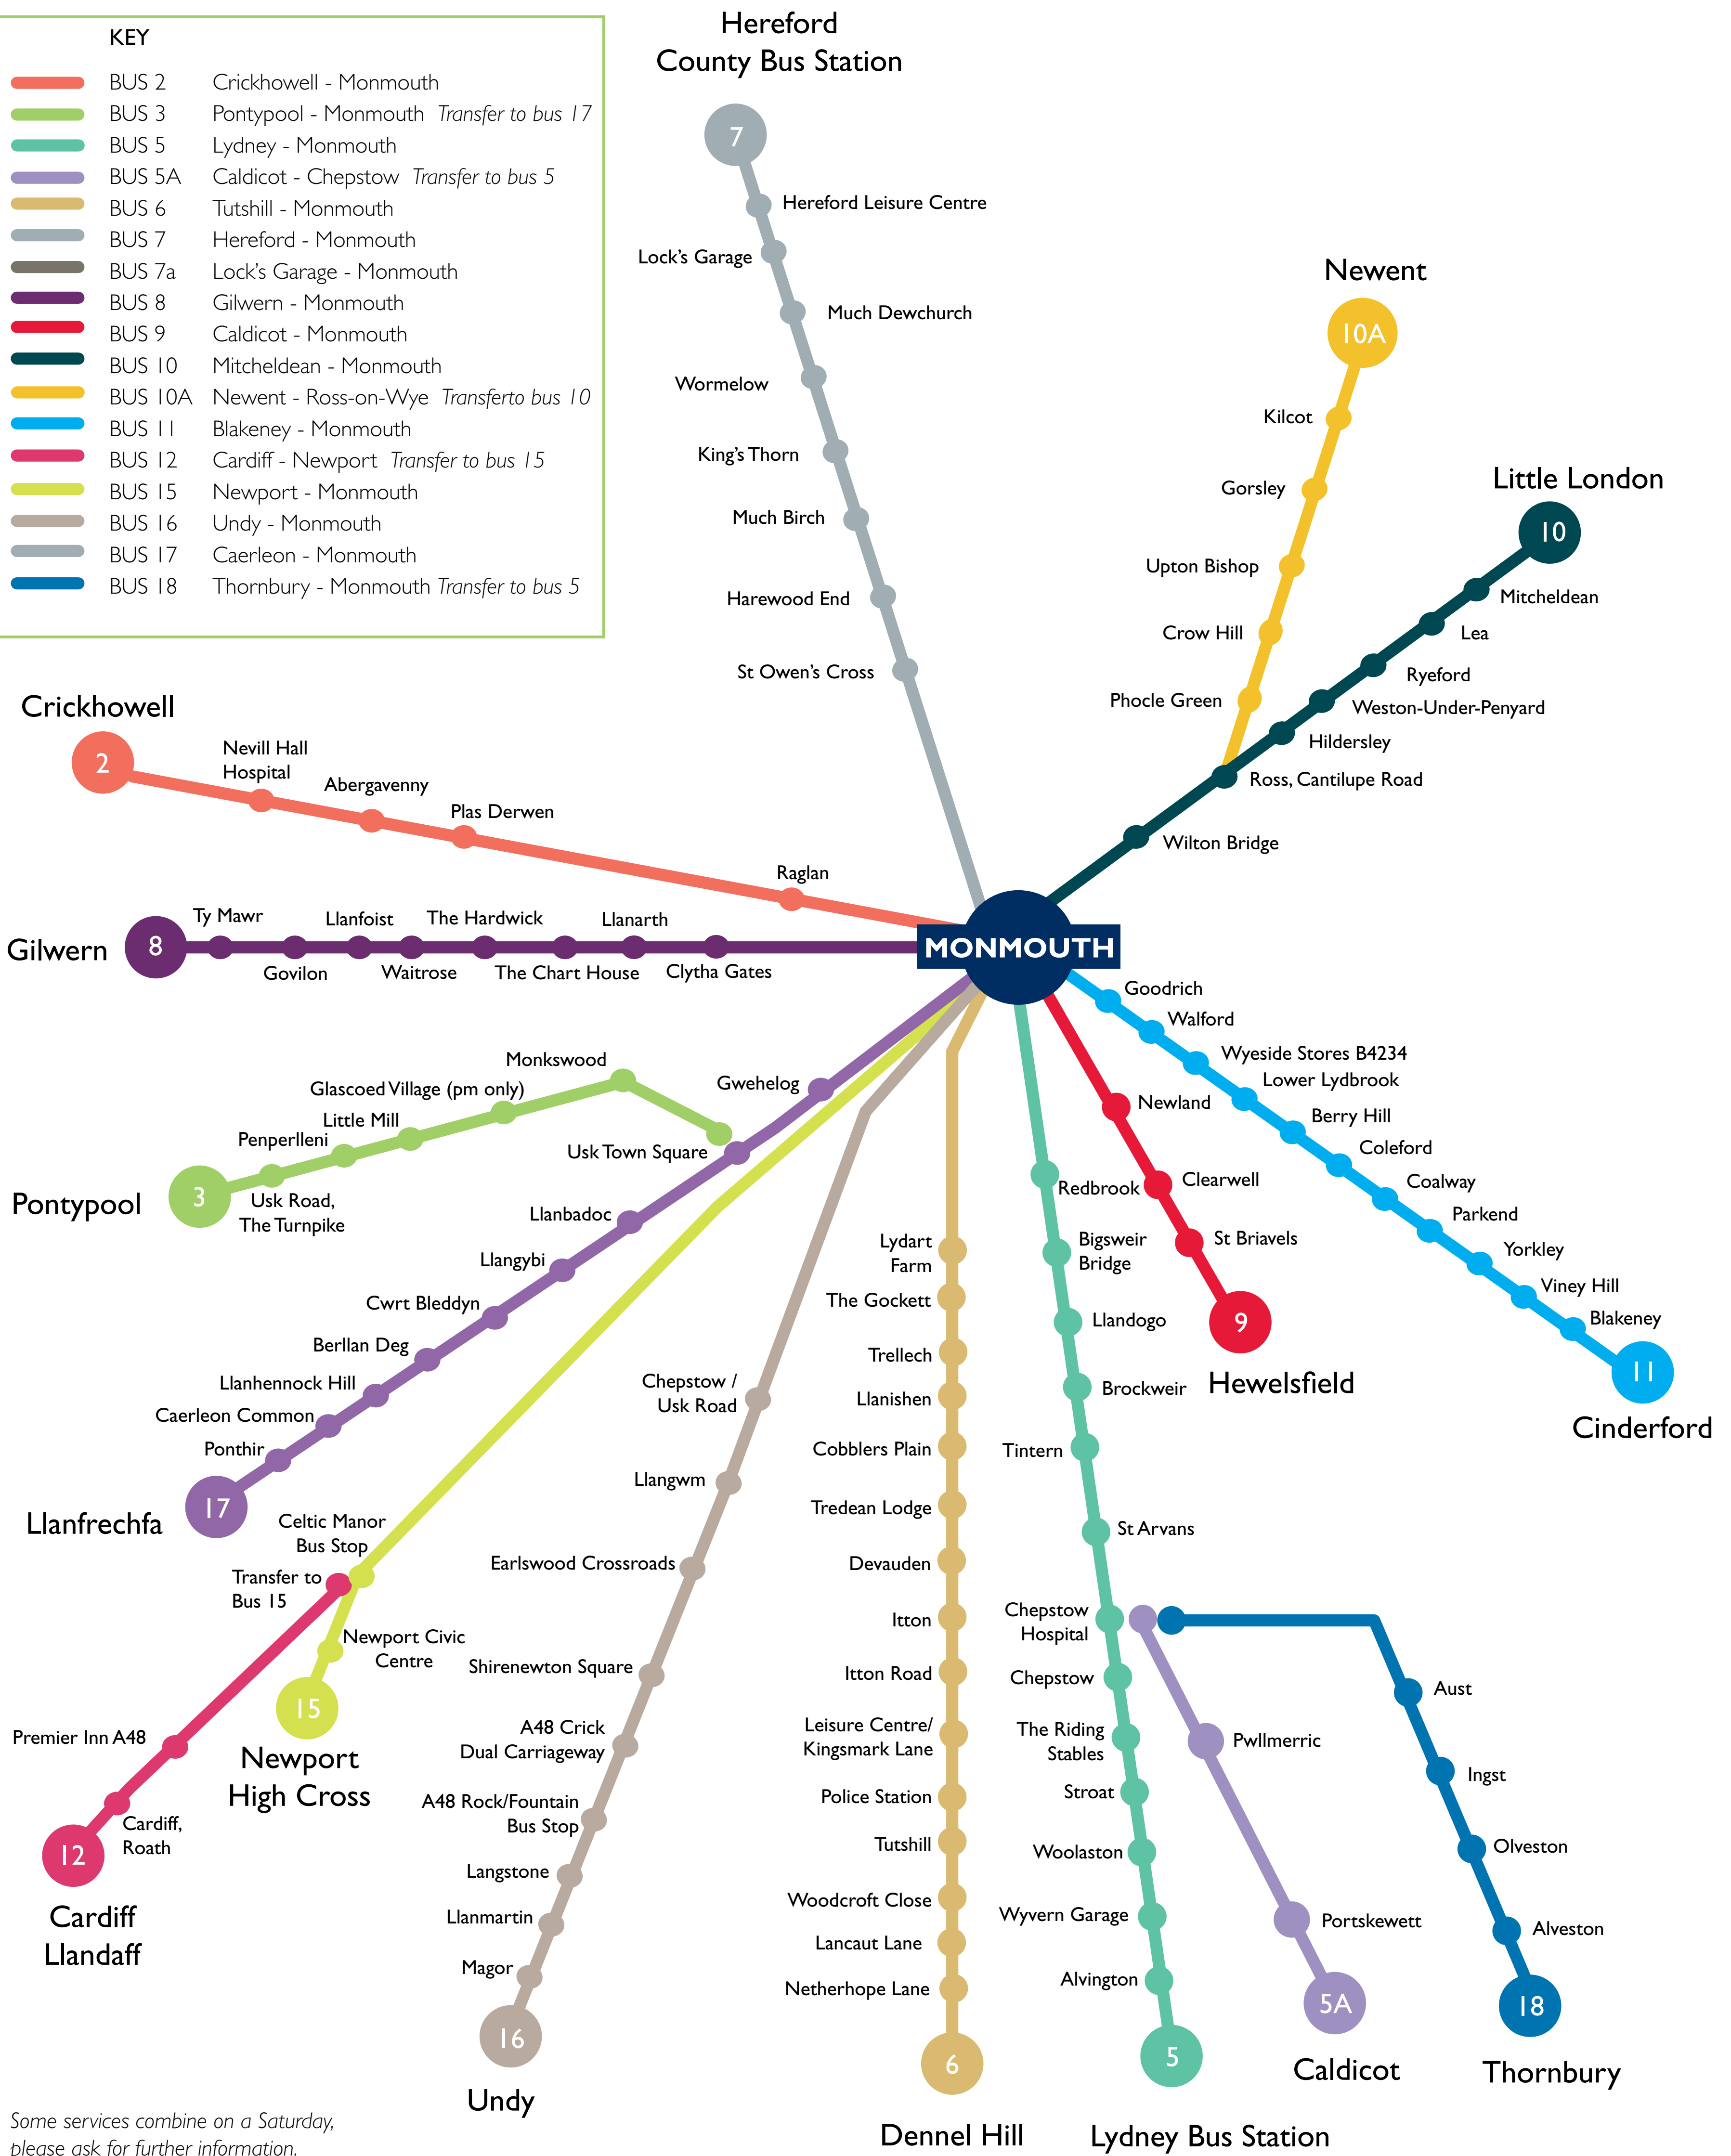 KEY
BUS 2 Crickhowell - Monmouth
BUS 3 Pontypool - Monmouth Transfer to bus 17
BUS 5 Lydney - Monmouth
BUS 5A Caldicot - Chepstow Transfer to bus 5
BUS 6 Tutshill - Monmouth
BUS 7 Hereford - Monmouth
BUS 7a Lock's Garage - Monmouth
BUS 8 Gilwern - Monmouth
BUS 9 Caldicot - Monmouth
BUS 10 Mitcheldean - Monmouth
BUS 10A Newent - Ross-on-Wye Transferto bus 10
BUS 11 Blakeney - Monmouth
BUS 12 Cardiff - Newport Transfer to bus 15
BUS 15 Newport - Monmouth
BUS 16 Undy - Monmouth
BUS 17 Caerleon - Monmouth
BUS 18 Thornbury - Monmouth Transfer to bus 5
Hereford
County Bus Station
7
Hereford Leisure Centre
Lock's Garage
Much Dewchurch
Wormelow
King's Thorn
Much Birch
Harewood End
St Owen's Cross
Newent
10A
Kilcot
Gorsley
Upton Bishop
Crow Hill
Phocle Green
Little London
10
Mitcheldean
Lea
Ryeford
Weston-Under-Penyard
Hildersley
Ross, Cantilupe Road
Wilton Bridge
Crickhowell
2
Nevill Hall
Hospital
Abergavenny
Plas Derwen
Raglan
Gilwern
8
Ty Mawr
Govilon
Llanfoist
Waitrose
The Hardwick
The Chart House
Llanarth
Clytha Gates
MONMOUTH
Pontypool
3
Usk Road,
The Turnpike
Penperlleni
Little Mill
Glascoed Village (pm only)
Monkswood
Gwehelog
Usk Town Square
Llanbadoc
Llangybi
Cwrt Bleddyn
Berllan Deg
Llanhennock Hill
Caerleon Common
Ponthir
17
Llanfrechfa
Celtic Manor
Bus Stop
Transfer to
Bus 15
Newport Civic
Centre
15
Newport
High Cross
Premier Inn A48
Cardiff,
Roath
12
Cardiff
Llandaff
Chepstow /
Usk Road
Llangwm
Earlswood Crossroads
Shirenewton Square
A48 Crick
Dual Carriageway
A48 Rock/Fountain
Bus Stop
Langstone
Llanmartin
Magor
16
Undy
Lydart
Farm
The Gockett
Trellech
Llanishen
Cobblers Plain
Tredean Lodge
Devauden
Itton
Itton Road
Leisure Centre/
Kingsmark Lane
Police Station
Tutshill
Woodcroft Close
Lancaut Lane
Netherhope Lane
6
Dennel Hill
Redbrook
Bigsweir
Bridge
Llandogo
Brockweir
Tintern
St Arvans
Chepstow
Hospital
Chepstow
The Riding
Stables
Stroat
Woolaston
Wyvern Garage
Alvington
5
Lydney Bus Station
Pwllmerric
Portskewett
5A
Caldicot
Aust
Ingst
Olveston
Alveston
18
Thornbury
Newland
Clearwell
St Briavels
9
Hewelsfield
Goodrich
Walford
Wyeside Stores B4234
Lower Lydbrook
Berry Hill
Coleford
Coalway
Parkend
Yorkley
Viney Hill
Blakeney
11
Cinderford
Some services combine on a Saturday,
please ask for further information.